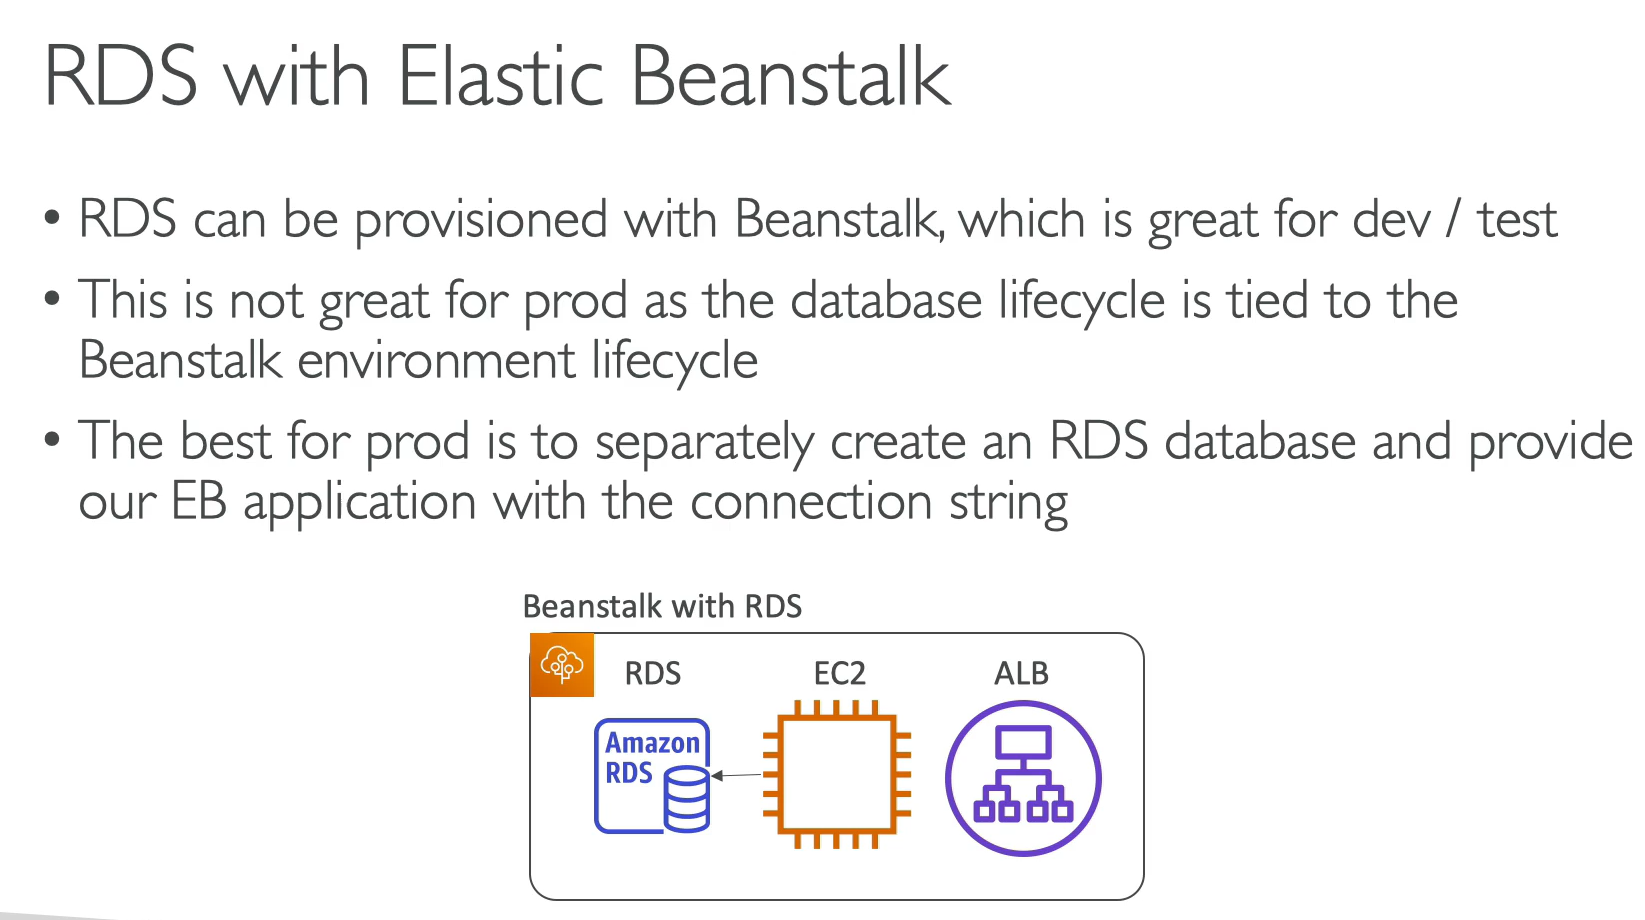 RDS with Elastic Beanstalk
• RDS can be provisioned with Beanstalk, which is great for dev / test
• This is not great for prod as the database lifecycle is tied to the
Beanstalk environment lifecycle
• The best for prod is to separately create an RDS database and provide
our EB application with the connection string
Beanstalk with RDS
RDS
EC2
ALB
Amazon
RDS